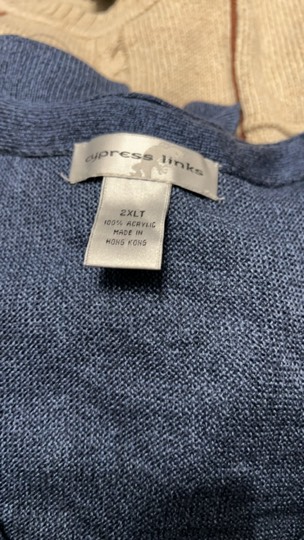 cypress links
2XLT
100% ACRYLIC
MADE IN
HONG KONG